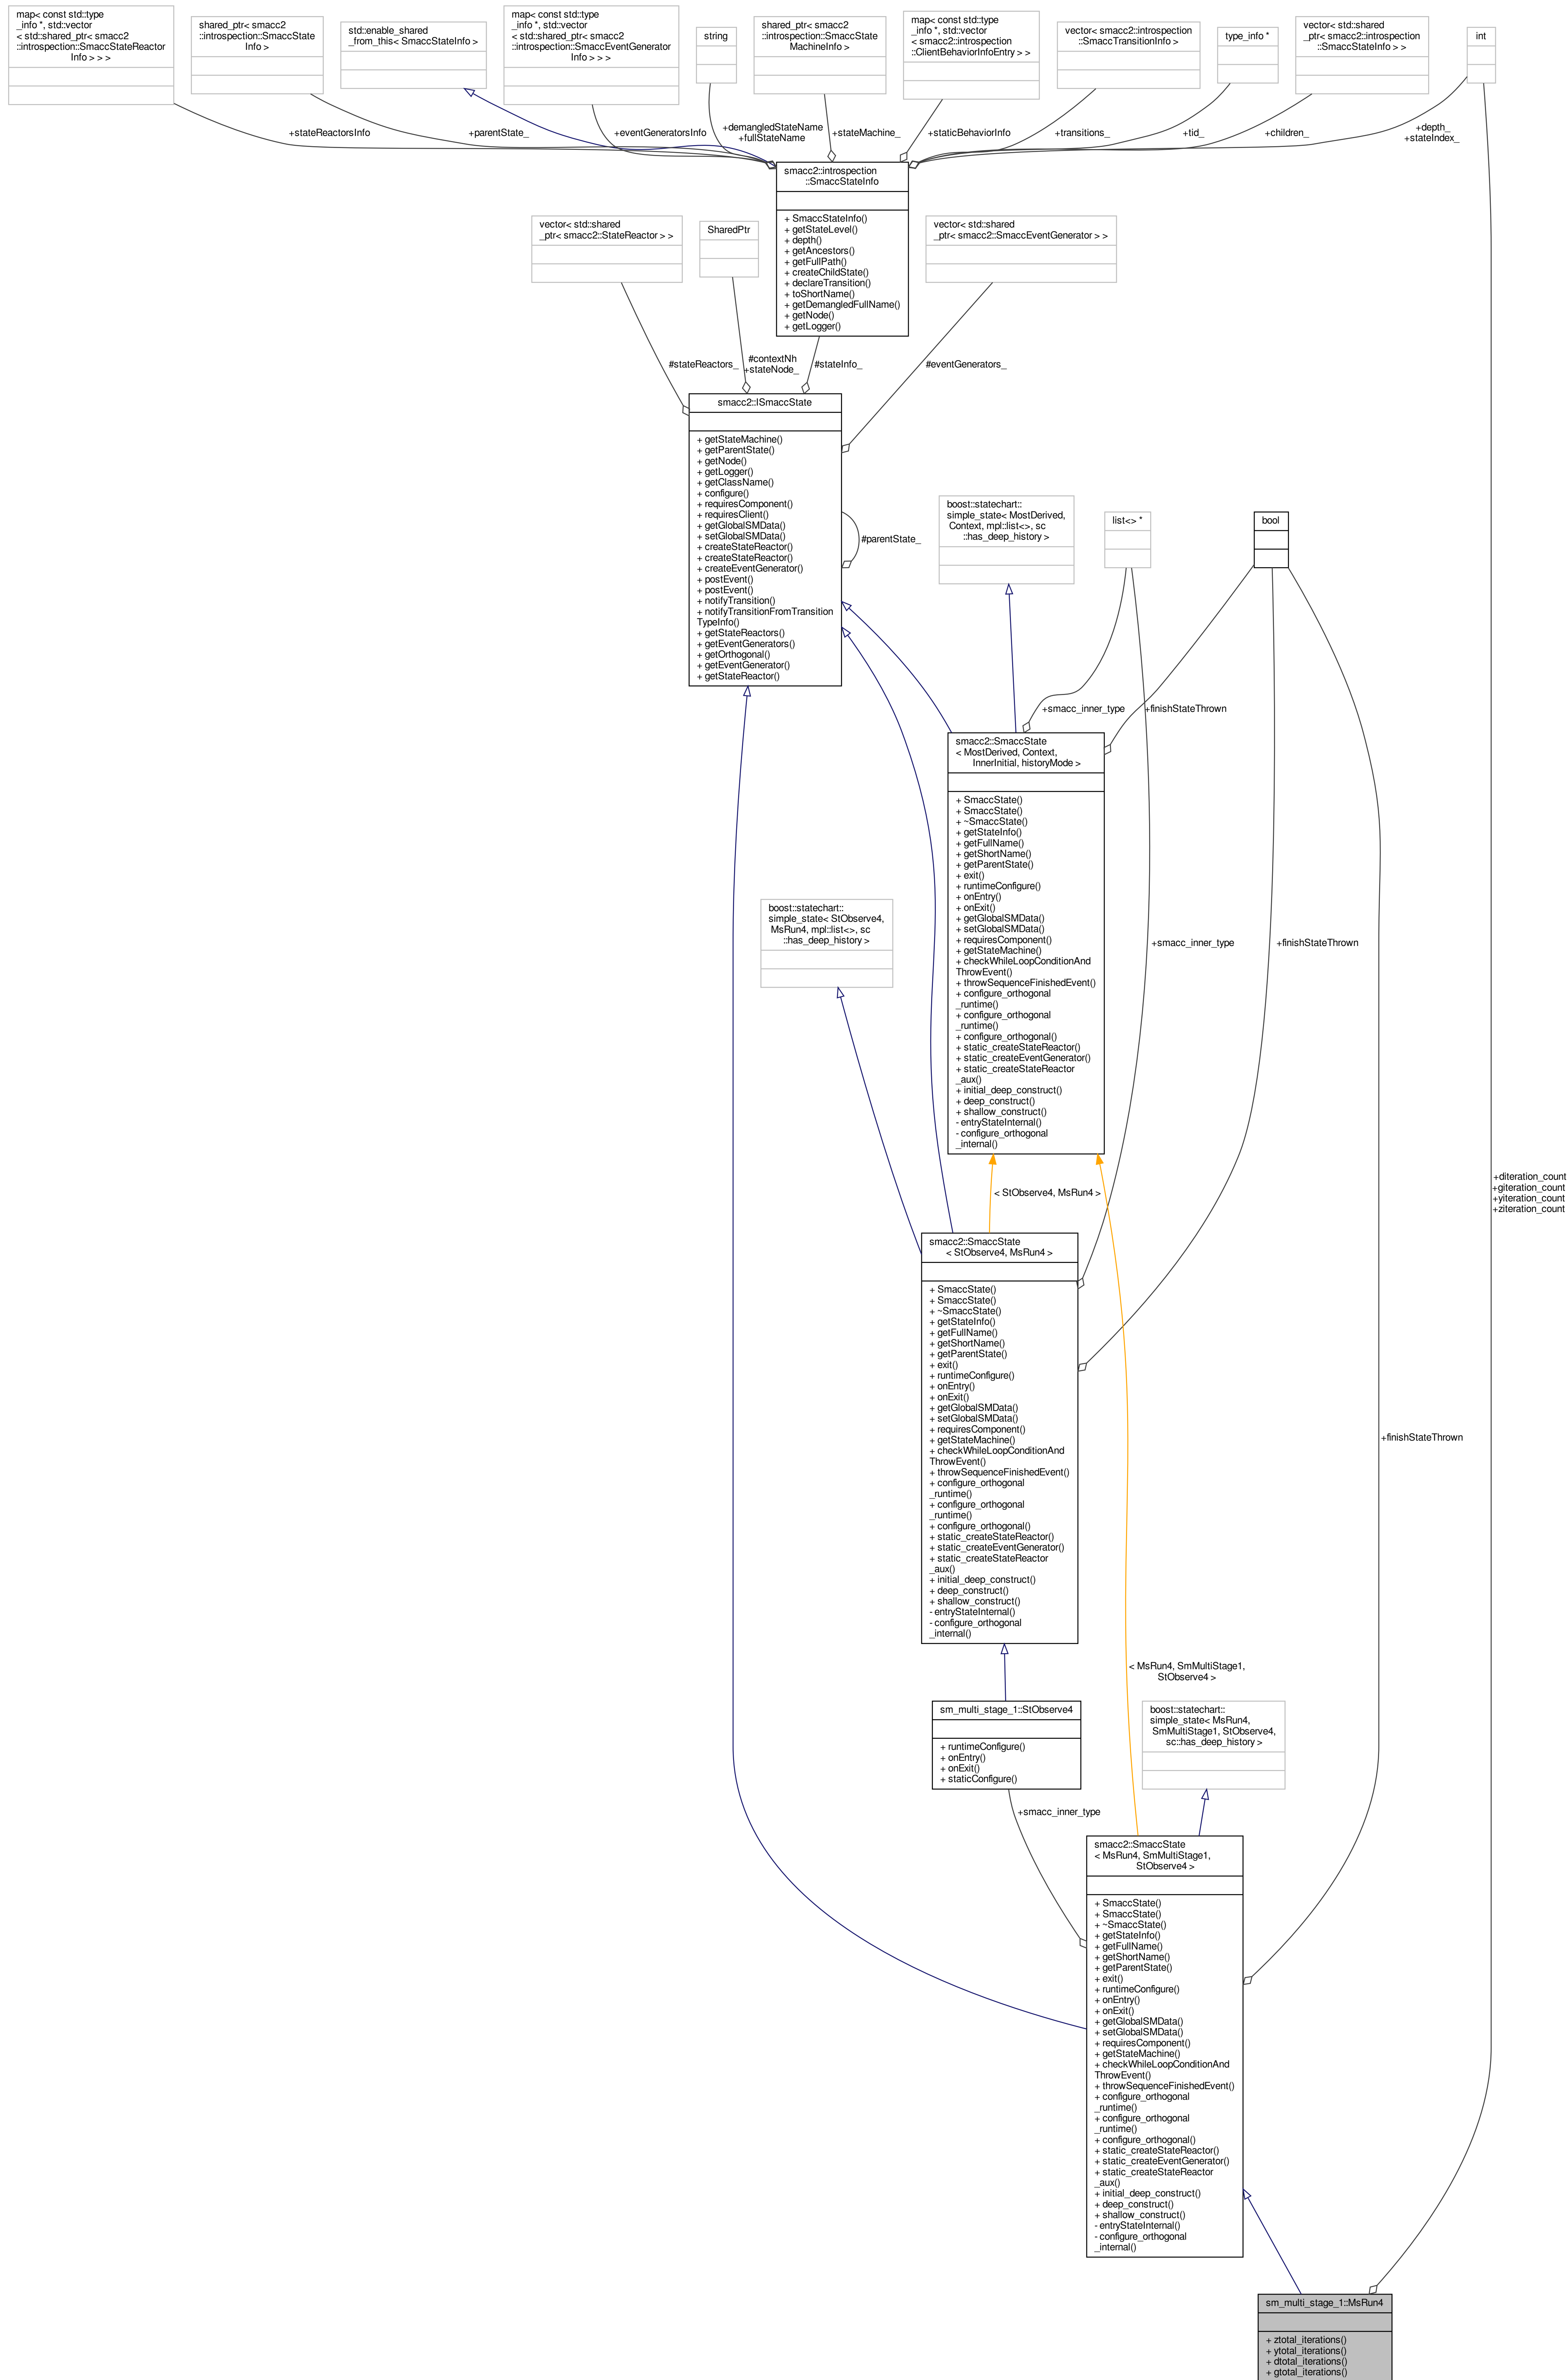 map< const std::type
_info *, std::vector
< std::shared_ptr< smacc2
::introspection::SmaccStateReactor
Info > > >
shared_ptr< smacc2
::introspection::SmaccState
Info >
std::enable_shared
_from_this< SmaccStateInfo >
map< const std::type
_info *, std::vector
< std::shared_ptr< smacc2
::introspection::SmaccEventGenerator
Info > > >
string
shared_ptr< smacc2
::introspection::SmaccState
MachineInfo >
map< const std::type
_info *, std::vector
< smacc2::introspection
::ClientBehaviorInfoEntry > >
vector< smacc2::introspection
::SmaccTransitionInfo >
type_info *
vector< std::shared
_ptr< smacc2::introspection
::SmaccStateInfo > >
int
+stateReactorsInfo
+parentState_
+eventGeneratorsInfo
+demangledStateName
+fullStateName
+stateMachine_
+staticBehaviorInfo
+transitions_
+tid_
+children_
+depth_
+stateIndex_
smacc2::introspection
::SmaccStateInfo
+ SmaccStateInfo()
+ getStateLevel()
+ depth()
+ getAncestors()
+ getFullPath()
+ createChildState()
+ declareTransition()
+ toShortName()
+ getDemangledFullName()
+ getNode()
+ getLogger()
vector< std::shared
_ptr< smacc2::StateReactor > >
SharedPtr
vector< std::shared
_ptr< smacc2::SmaccEventGenerator > >
#stateReactors_
#contextNh
+stateNode_
#stateInfo_
#eventGenerators_
smacc2::ISmaccState
+ getStateMachine()
+ getParentState()
+ getNode()
+ getLogger()
+ getClassName()
+ configure()
+ requiresComponent()
+ requiresClient()
+ getGlobalSMData()
+ setGlobalSMData()
+ createStateReactor()
+ createStateReactor()
+ createEventGenerator()
+ postEvent()
+ postEvent()
+ notifyTransition()
+ notifyTransitionFromTransition
TypeInfo()
+ getStateReactors()
+ getEventGenerators()
+ getOrthogonal()
+ getEventGenerator()
+ getStateReactor()
#parentState_
boost::statechart::
simple_state< MostDerived,
Context, mpl::list<>, sc
::has_deep_history >
list<> *
bool
+smacc_inner_type
+finishStateThrown
smacc2::SmaccState
< MostDerived, Context,
InnerInitial, historyMode >
+ SmaccState()
+ SmaccState()
+ ~SmaccState()
+ getStateInfo()
+ getFullName()
+ getShortName()
+ getParentState()
+ exit()
+ runtimeConfigure()
+ onEntry()
+ onExit()
+ getGlobalSMData()
+ setGlobalSMData()
+ requiresComponent()
+ getStateMachine()
+ checkWhileLoopConditionAnd
ThrowEvent()
+ throwSequenceFinishedEvent()
+ configure_orthogonal
_runtime()
+ configure_orthogonal
_runtime()
+ configure_orthogonal()
+ static_createStateReactor()
+ static_createEventGenerator()
+ static_createStateReactor
_aux()
+ initial_deep_construct()
+ deep_construct()
+ shallow_construct()
- entryStateInternal()
- configure_orthogonal
_internal()
boost::statechart::
simple_state< StObserve4,
MsRun4, mpl::list<>, sc
::has_deep_history >
+smacc_inner_type
+finishStateThrown
+diteration_count
+giteration_count
+yiteration_count
+ziteration_count
< StObserve4, MsRun4 >
smacc2::SmaccState
< StObserve4, MsRun4 >
+ SmaccState()
+ SmaccState()
+ ~SmaccState()
+ getStateInfo()
+ getFullName()
+ getShortName()
+ getParentState()
+ exit()
+ runtimeConfigure()
+ onEntry()
+ onExit()
+ getGlobalSMData()
+ setGlobalSMData()
+ requiresComponent()
+ getStateMachine()
+ checkWhileLoopConditionAnd
ThrowEvent()
+ throwSequenceFinishedEvent()
+ configure_orthogonal
_runtime()
+ configure_orthogonal
_runtime()
+ configure_orthogonal()
+ static_createStateReactor()
+ static_createEventGenerator()
+ static_createStateReactor
_aux()
+ initial_deep_construct()
+ deep_construct()
+ shallow_construct()
- entryStateInternal()
- configure_orthogonal
_internal()
+finishStateThrown
< MsRun4, SmMultiStage1,
StObserve4 >
sm_multi_stage_1::StObserve4
+ runtimeConfigure()
+ onEntry()
+ onExit()
+ staticConfigure()
boost::statechart::
simple_state< MsRun4,
SmMultiStage1, StObserve4,
sc::has_deep_history >
+smacc_inner_type
smacc2::SmaccState
< MsRun4, SmMultiStage1,
StObserve4 >
+ SmaccState()
+ SmaccState()
+ ~SmaccState()
+ getStateInfo()
+ getFullName()
+ getShortName()
+ getParentState()
+ exit()
+ runtimeConfigure()
+ onEntry()
+ onExit()
+ getGlobalSMData()
+ setGlobalSMData()
+ requiresComponent()
+ getStateMachine()
+ checkWhileLoopConditionAnd
ThrowEvent()
+ throwSequenceFinishedEvent()
+ configure_orthogonal
_runtime()
+ configure_orthogonal
_runtime()
+ configure_orthogonal()
+ static_createStateReactor()
+ static_createEventGenerator()
+ static_createStateReactor
_aux()
+ initial_deep_construct()
+ deep_construct()
+ shallow_construct()
- entryStateInternal()
- configure_orthogonal
_internal()
sm_multi_stage_1::MsRun4
+ ztotal_iterations()
+ ytotal_iterations()
+ dtotal_iterations()
+ gtotal_iterations()